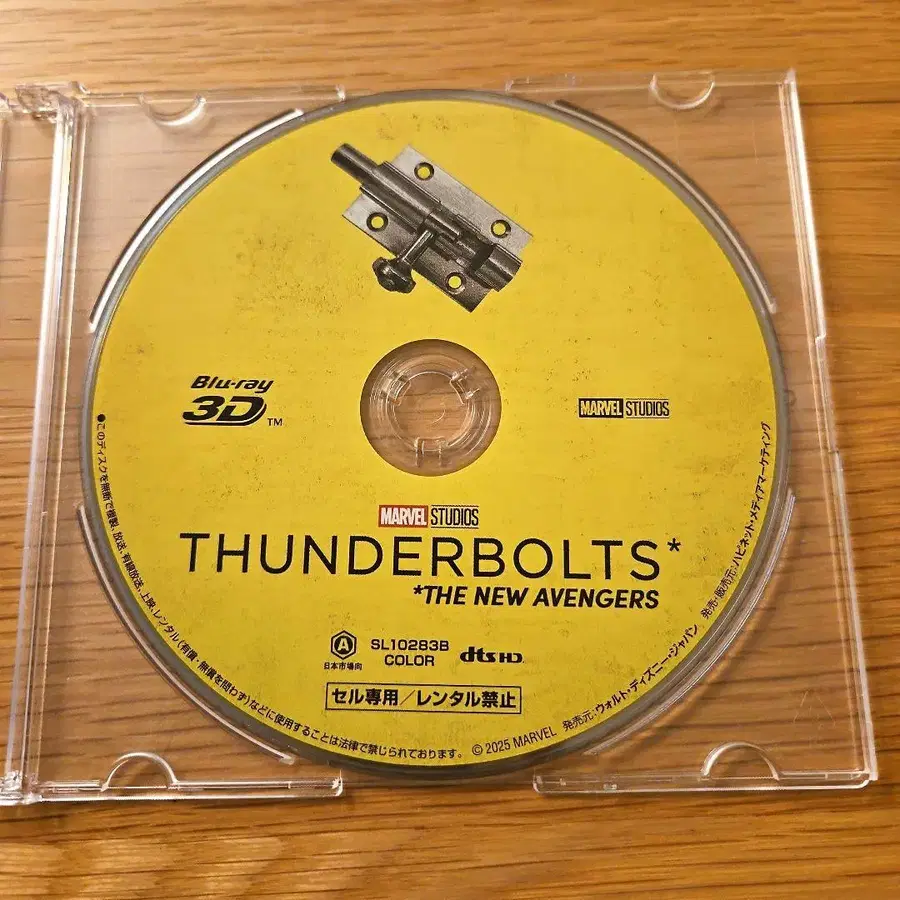 Blu-ray
3D™
MARVEL STUDIOS
MARVEL STUDIOS
THUNDERBOLTS*
*THE NEW AVENGERS
A
日本市場向
SL10283B
COLOR
dts HD
セル専用/レンタル禁止
●このディスクを無断で複製、放送、有線放送、上映、レンタル(有償・無償を問わず)などに使用することは法律で禁じられております。
© 2025 MARVEL 発売元:ウォルト・ディズニー・ジャパン 発売・販売元:ハピネット・メディアマーケティング